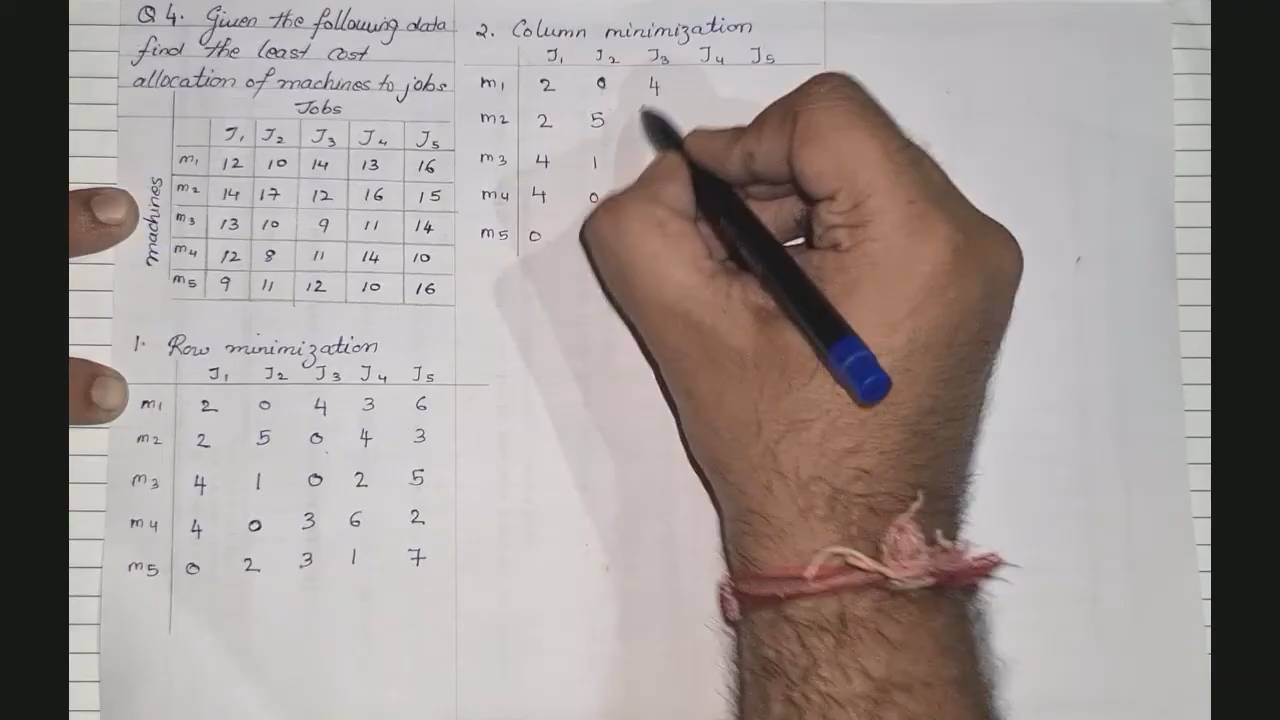 Q 4. Given the following data
find the least cost
allocation of machines to jobs
Jobs
machines
J1 J2 J3 J4 J5
m1 12 10 14 13 16
m2 14 17 12 16 15
m3 13 10 9 11 14
m4 12 8 11 14 10
m5 9 11 12 10 16
1. Row minimization
J1 J2 J3 J4 J5
m1 2 0 4 3 6
m2 2 5 0 4 3
m3 4 1 0 2 5
m4 4 0 3 6 2
m5 0 2 3 1 7
2. Column minimization
J1 J2 J3 J4 J5
m1 2 0 4
m2 2 5
m3 4 1
m4 4 0
m5 0